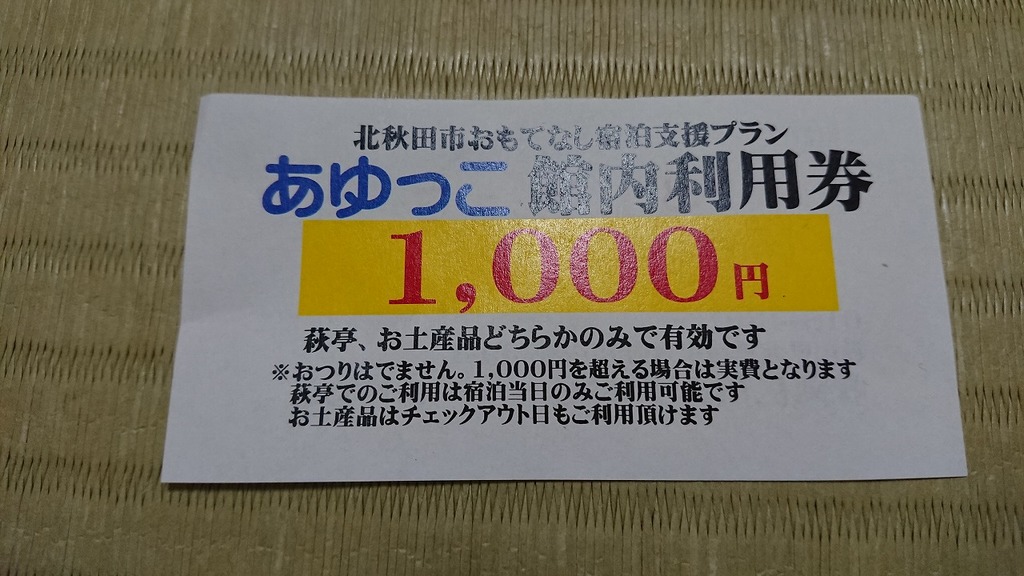 北秋田市おもてなし宿泊支援プラン
あゆっこ 館内利用券
1,000円
萩亭、お土産品どちらかのみで有効です
※おつりはでません。1,000円を超える場合は実費となります
萩亭でのご利用は宿泊当日のみご利用可能です
お土産品はチェックアウト日もご利用頂けます